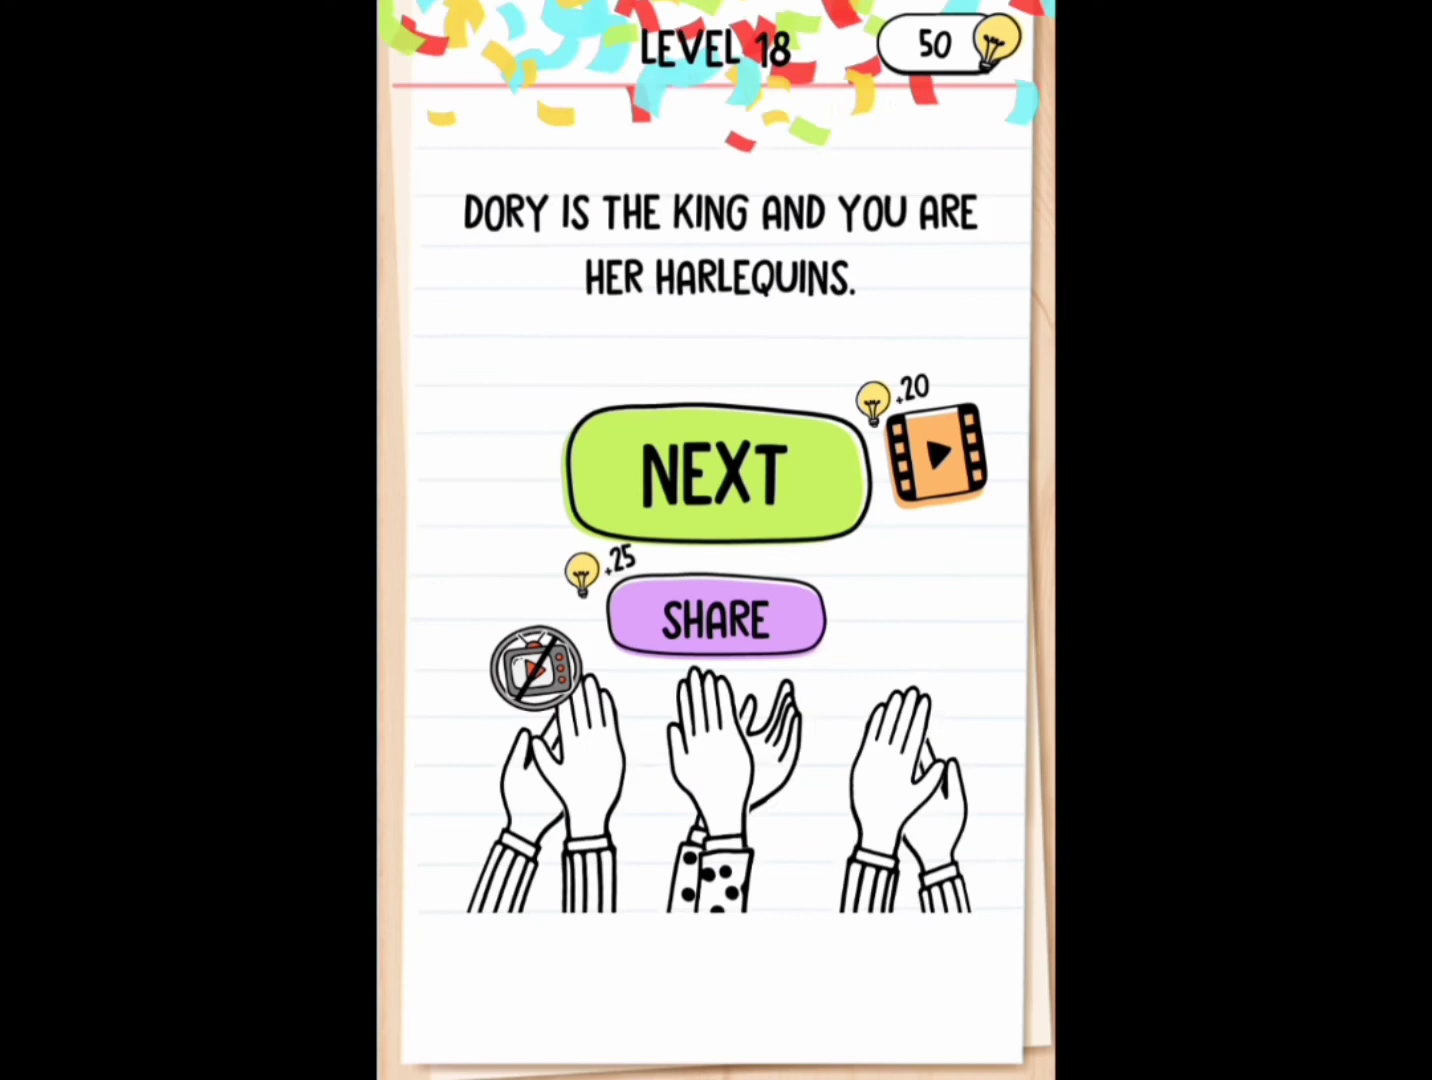 LEVEL 18
50
DORY IS THE KING AND YOU ARE
HER HARLEQUINS.
+20
NEXT
+25
SHARE